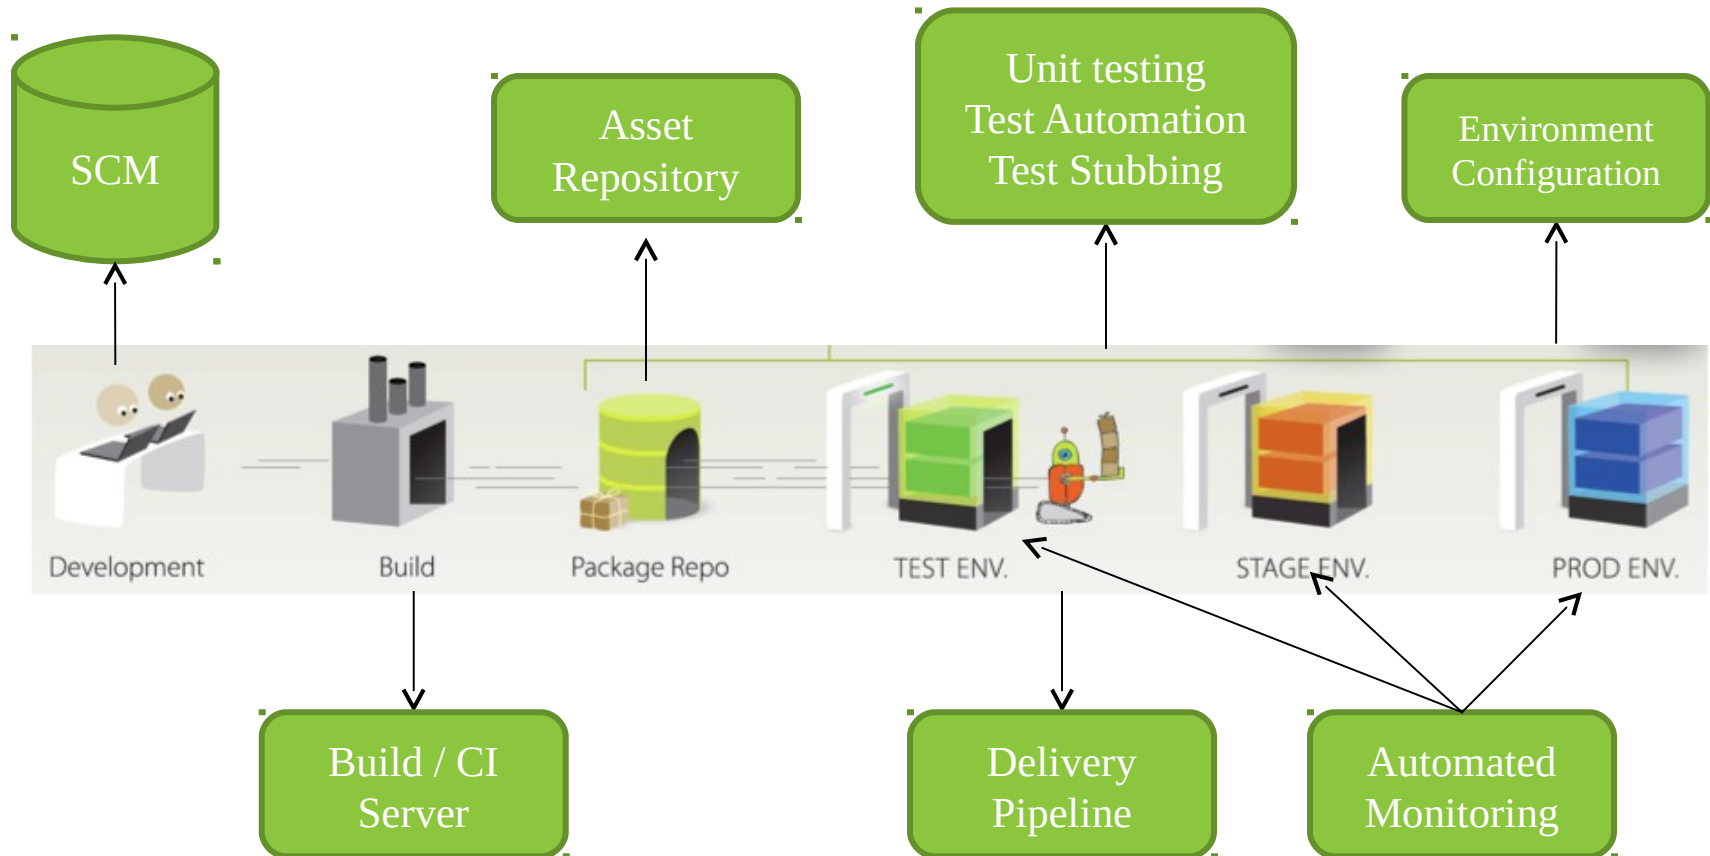 SCM
Asset
Repository
Unit testing
Test Automation
Test Stubbing
Environment
Configuration
Development
Build
Package Repo
TEST ENV.
STAGE ENV.
PROD ENV.
Build / CI
Server
Delivery
Pipeline
Automated
Monitoring